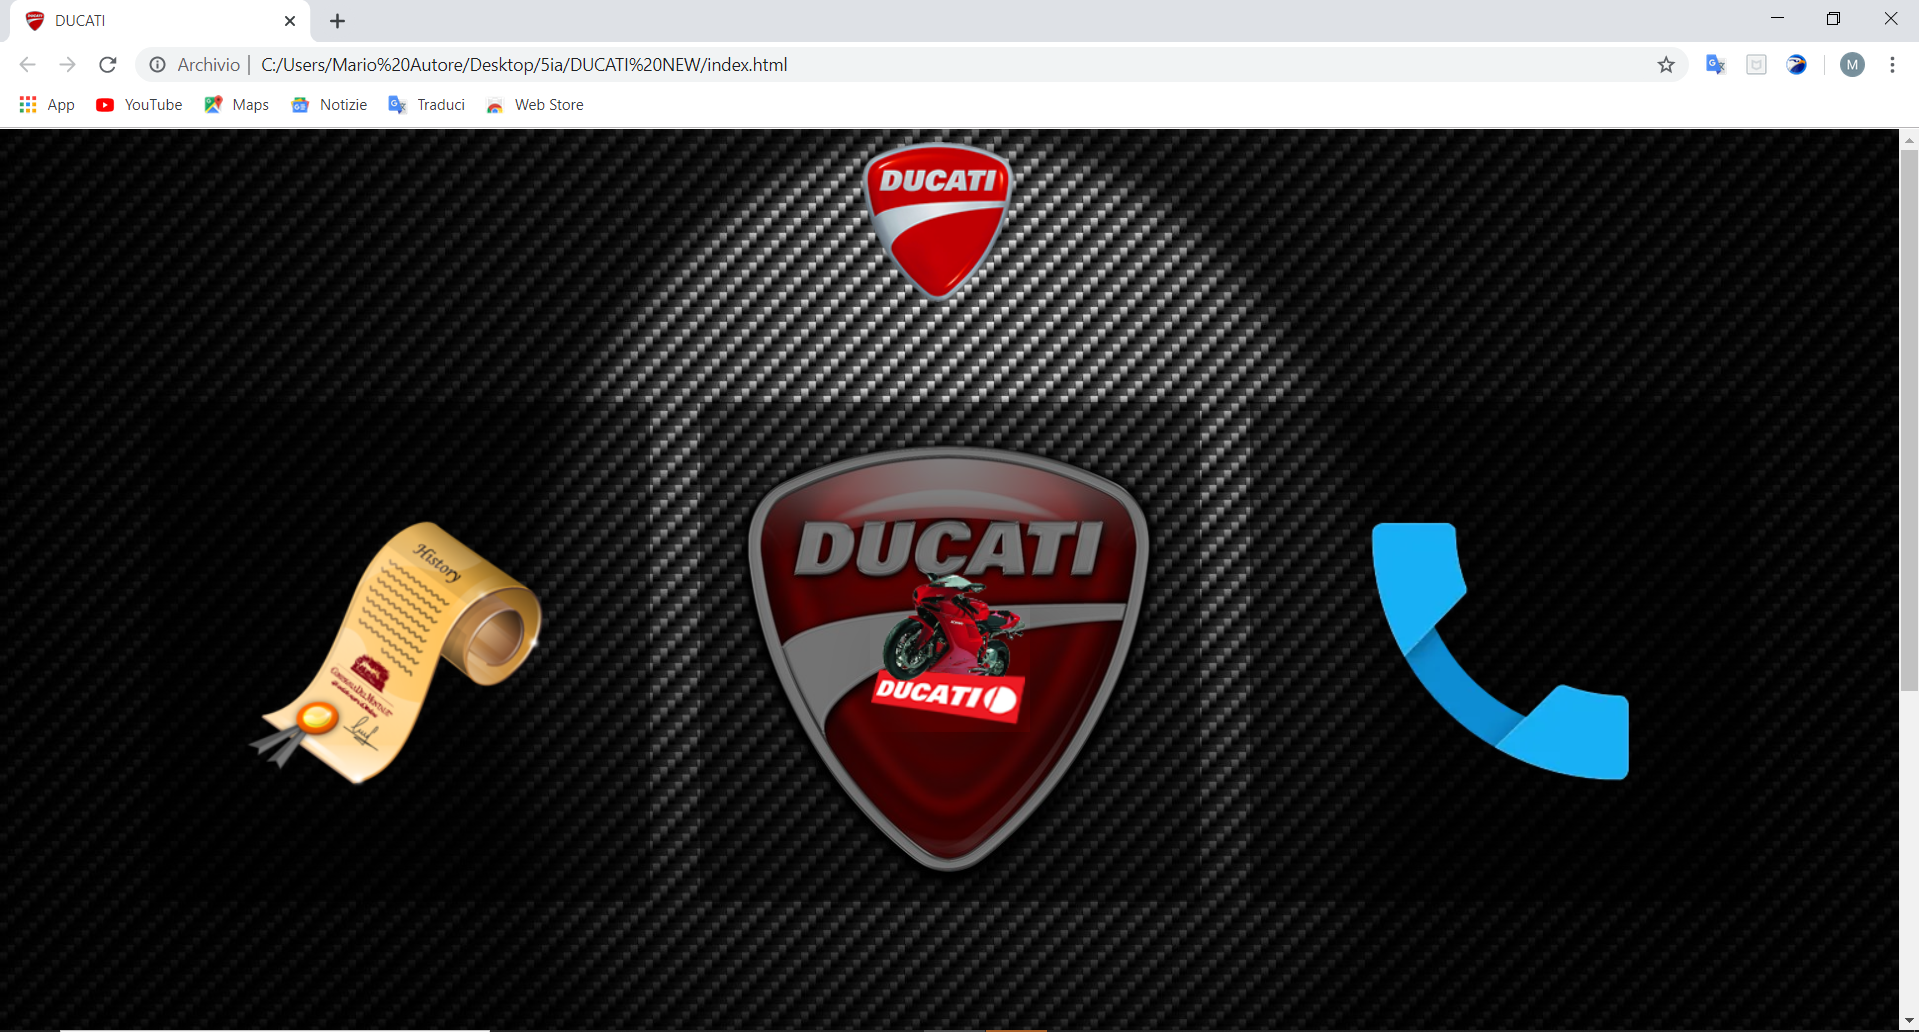 DUCATI
Archivio | C:/Users/Mario%20Autore/Desktop/5ia/DUCATI%20NEW/index.html
M
App YouTube Maps Notizie Traduci Web Store
DUCATI
DUCATI
History
DUCATI